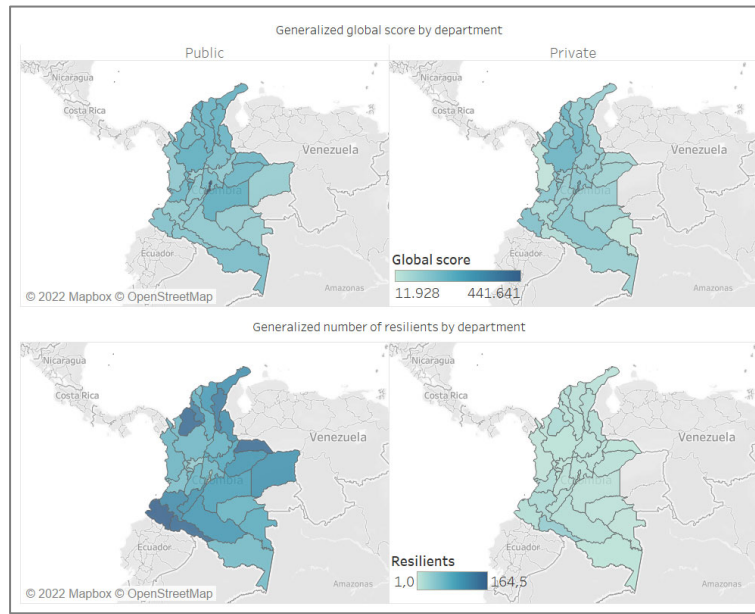 Generalized global score by department
Public
Private
Nicaragua
Costa Rica
Venezuela
Ecuador
© 2022 Mapbox © OpenStreetMap
Nicaragua
Costa Rica
Venezuela
Ecuador
Amazonas
Global score
11.928 441.641
Generalized number of resilients by department
Nicaragua
Costa Rica
Venezuela
Colombia
Ecuador
© 2022 Mapbox © OpenStreetMap
Nicaragua
Costa Rica
Venezuela
Colombia
Ecuador
Amazonas
Resilients
1,0 164,5